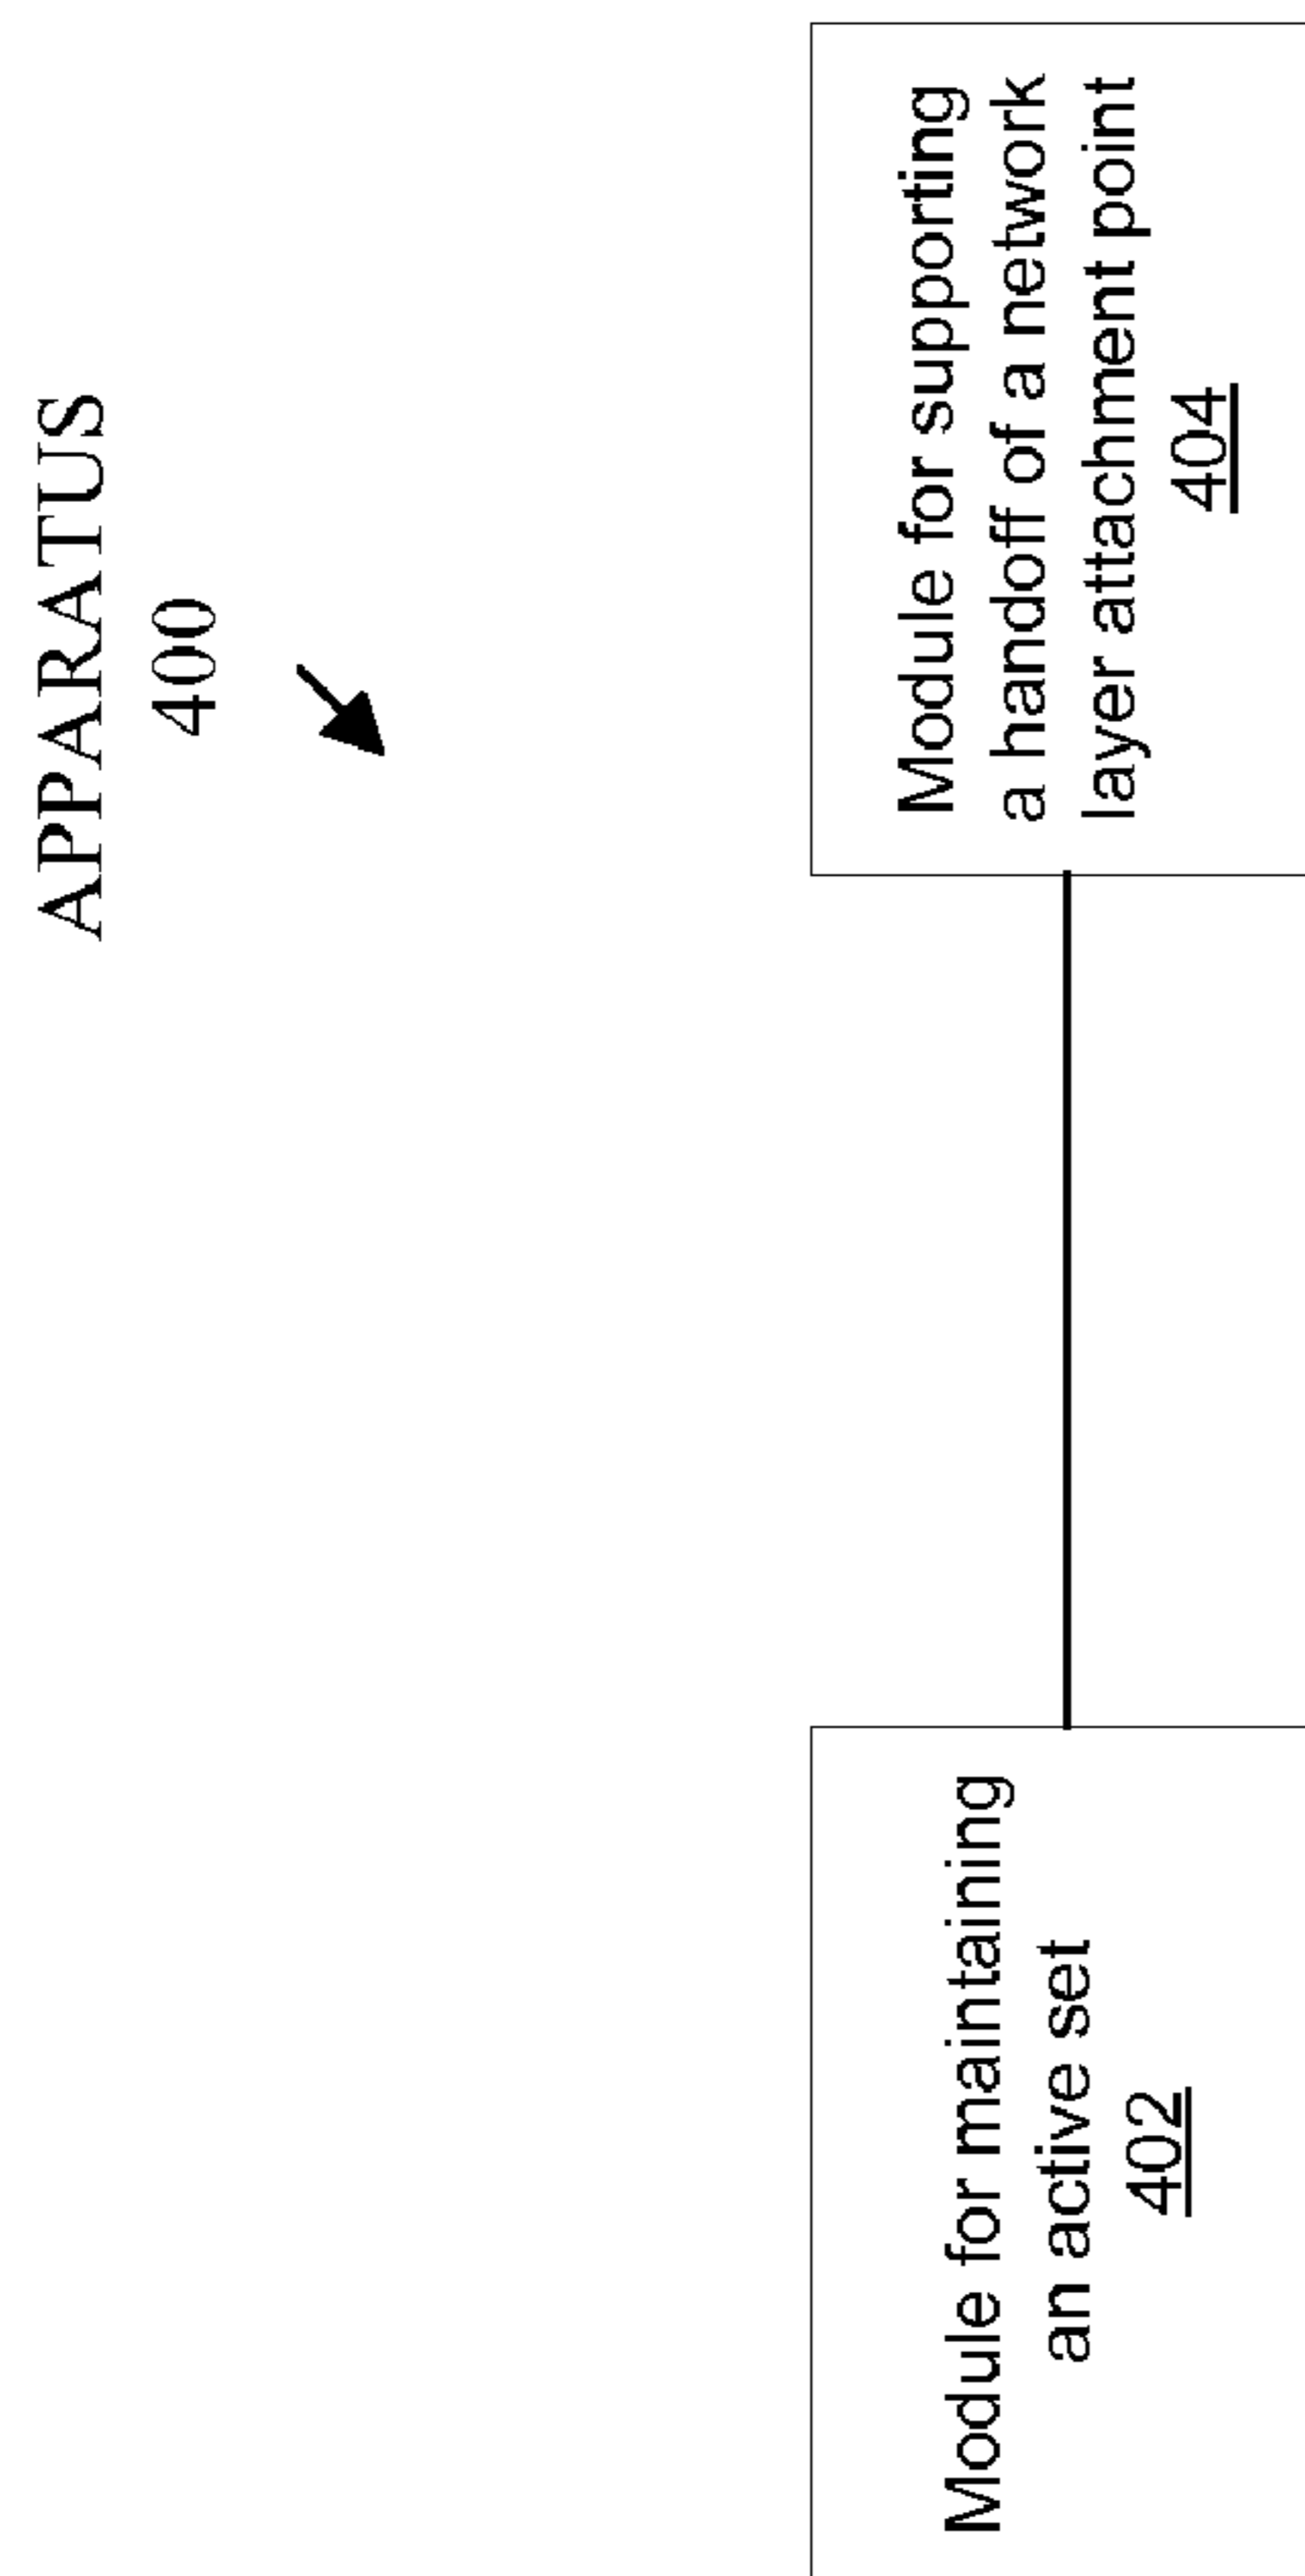 APPARATUS
400
Module for maintaining
an active set
402
Module for supporting
a handoff of a network
layer attachment point
404